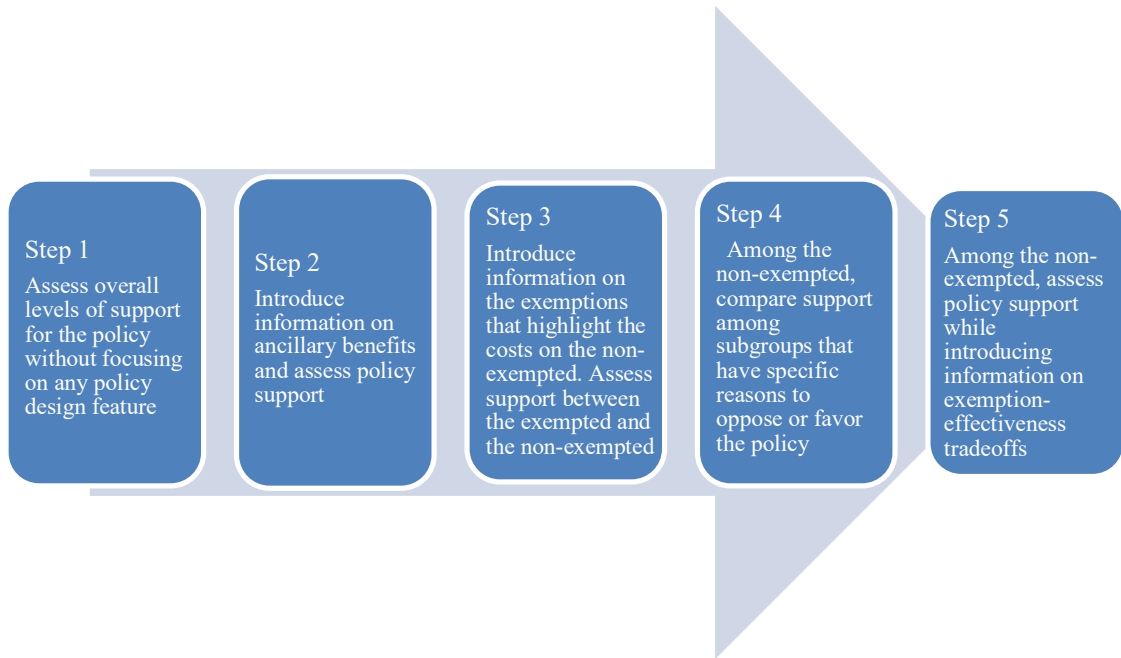 Step 1
Assess overall
levels of support
for the policy
without focusing
on any policy
design feature
Step 2
Introduce
information on
ancillary benefits
and assess policy
support
Step 3
Introduce
information on
the exemptions
that highlight the
costs on the non-
exempted. Assess
support between
the exempted and
the non-exempted
Step 4
Among the
non-exempted,
compare support
among
subgroups that
have specific
reasons to
oppose or favor
the policy
Step 5
Among the non-
exempted, assess
policy support
while
introducing
information on
exemption-
effectiveness
tradeoffs